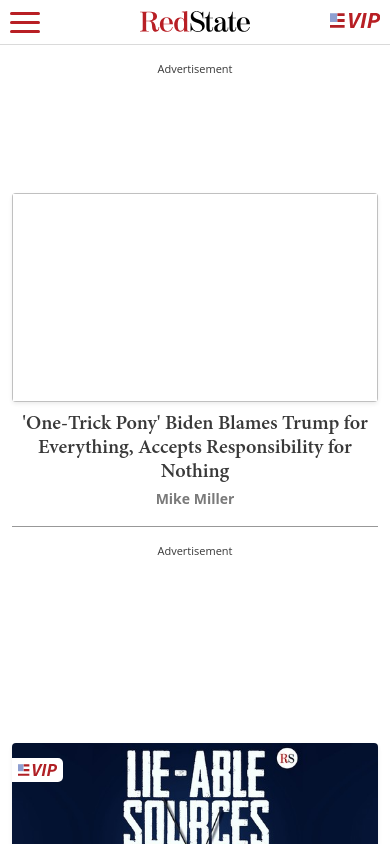 RedState
VIP
Advertisement
'One-Trick Pony' Biden Blames Trump for
Everything, Accepts Responsibility for
Nothing
Mike Miller
Advertisement
VIP
RS
LIE-ABLE
SOURCES